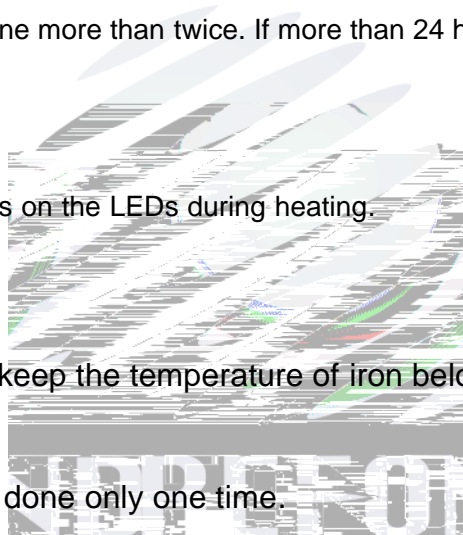 ne more than twice. If more than 24 h
s on the LEDs during heating.
keep the temperature of iron belo
done only one time.